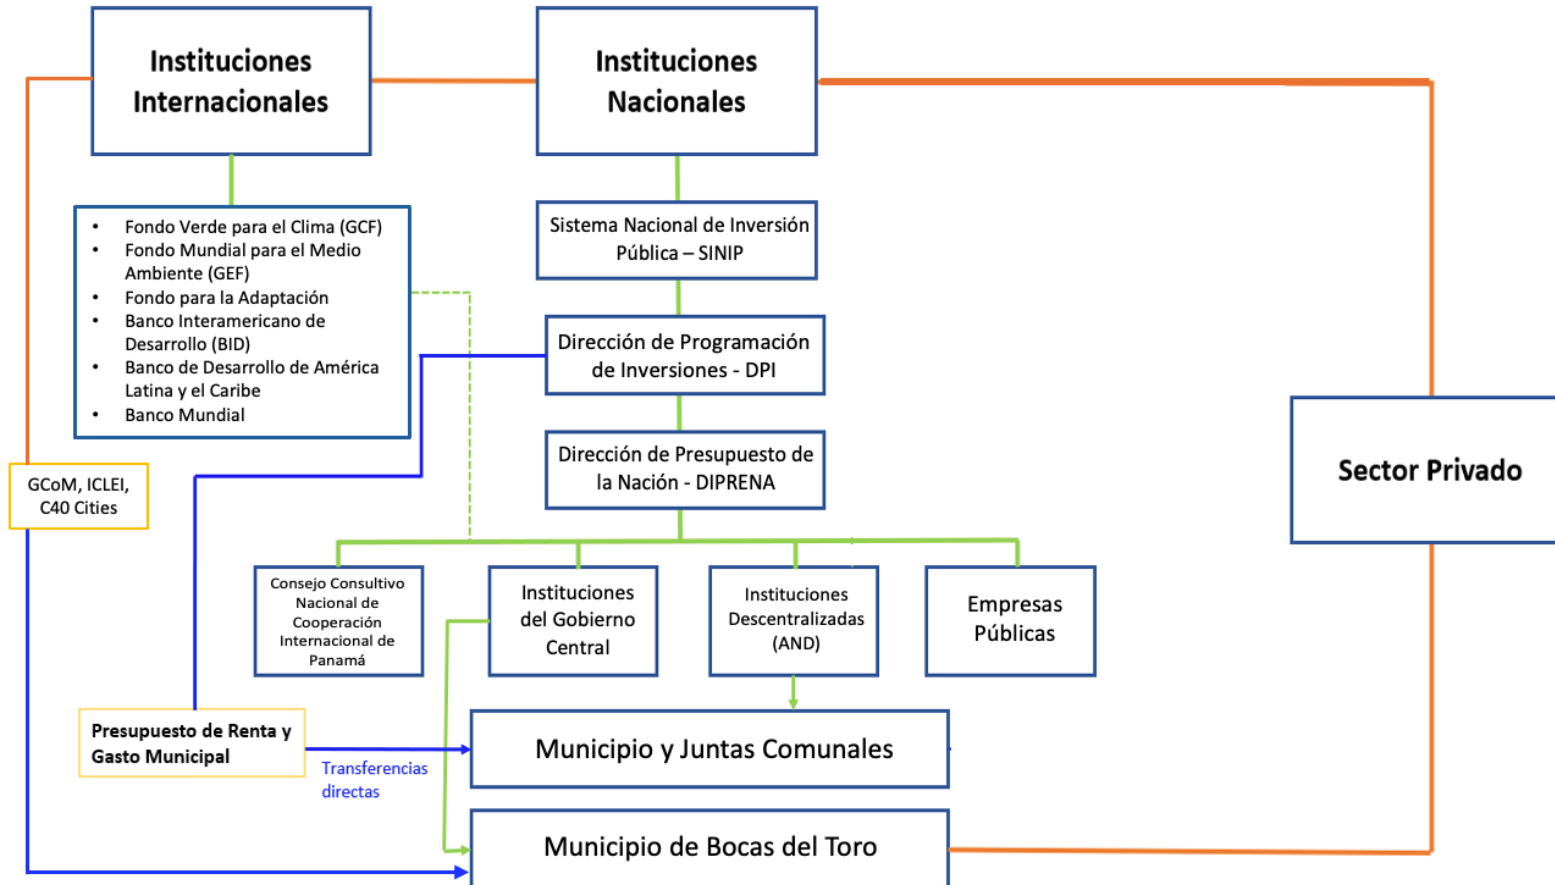 Instituciones
Internacionales
Instituciones
Nacionales
• Fondo Verde para el Clima (GCF)
• Fondo Mundial para el Medio
Ambiente (GEF)
• Fondo para la Adaptación
• Banco Interamericano de
Desarrollo (BID)
• Banco de Desarrollo de América
Latina y el Caribe
• Banco Mundial
Sistema Nacional de Inversión
Pública – SINIP
Dirección de Programación
de Inversiones - DPI
Dirección de Presupuesto de
la Nación - DIPRENA
Sector Privado
GCoM, ICLEI,
C40 Cities
Consejo Consultivo
Nacional de
Cooperación
Internacional de
Panamá
Instituciones
del Gobierno
Central
Instituciones
Descentralizadas
(AND)
Empresas
Públicas
Presupuesto de Renta y
Gasto Municipal
Transferencias
directas
Municipio y Juntas Comunales
Municipio de Bocas del Toro